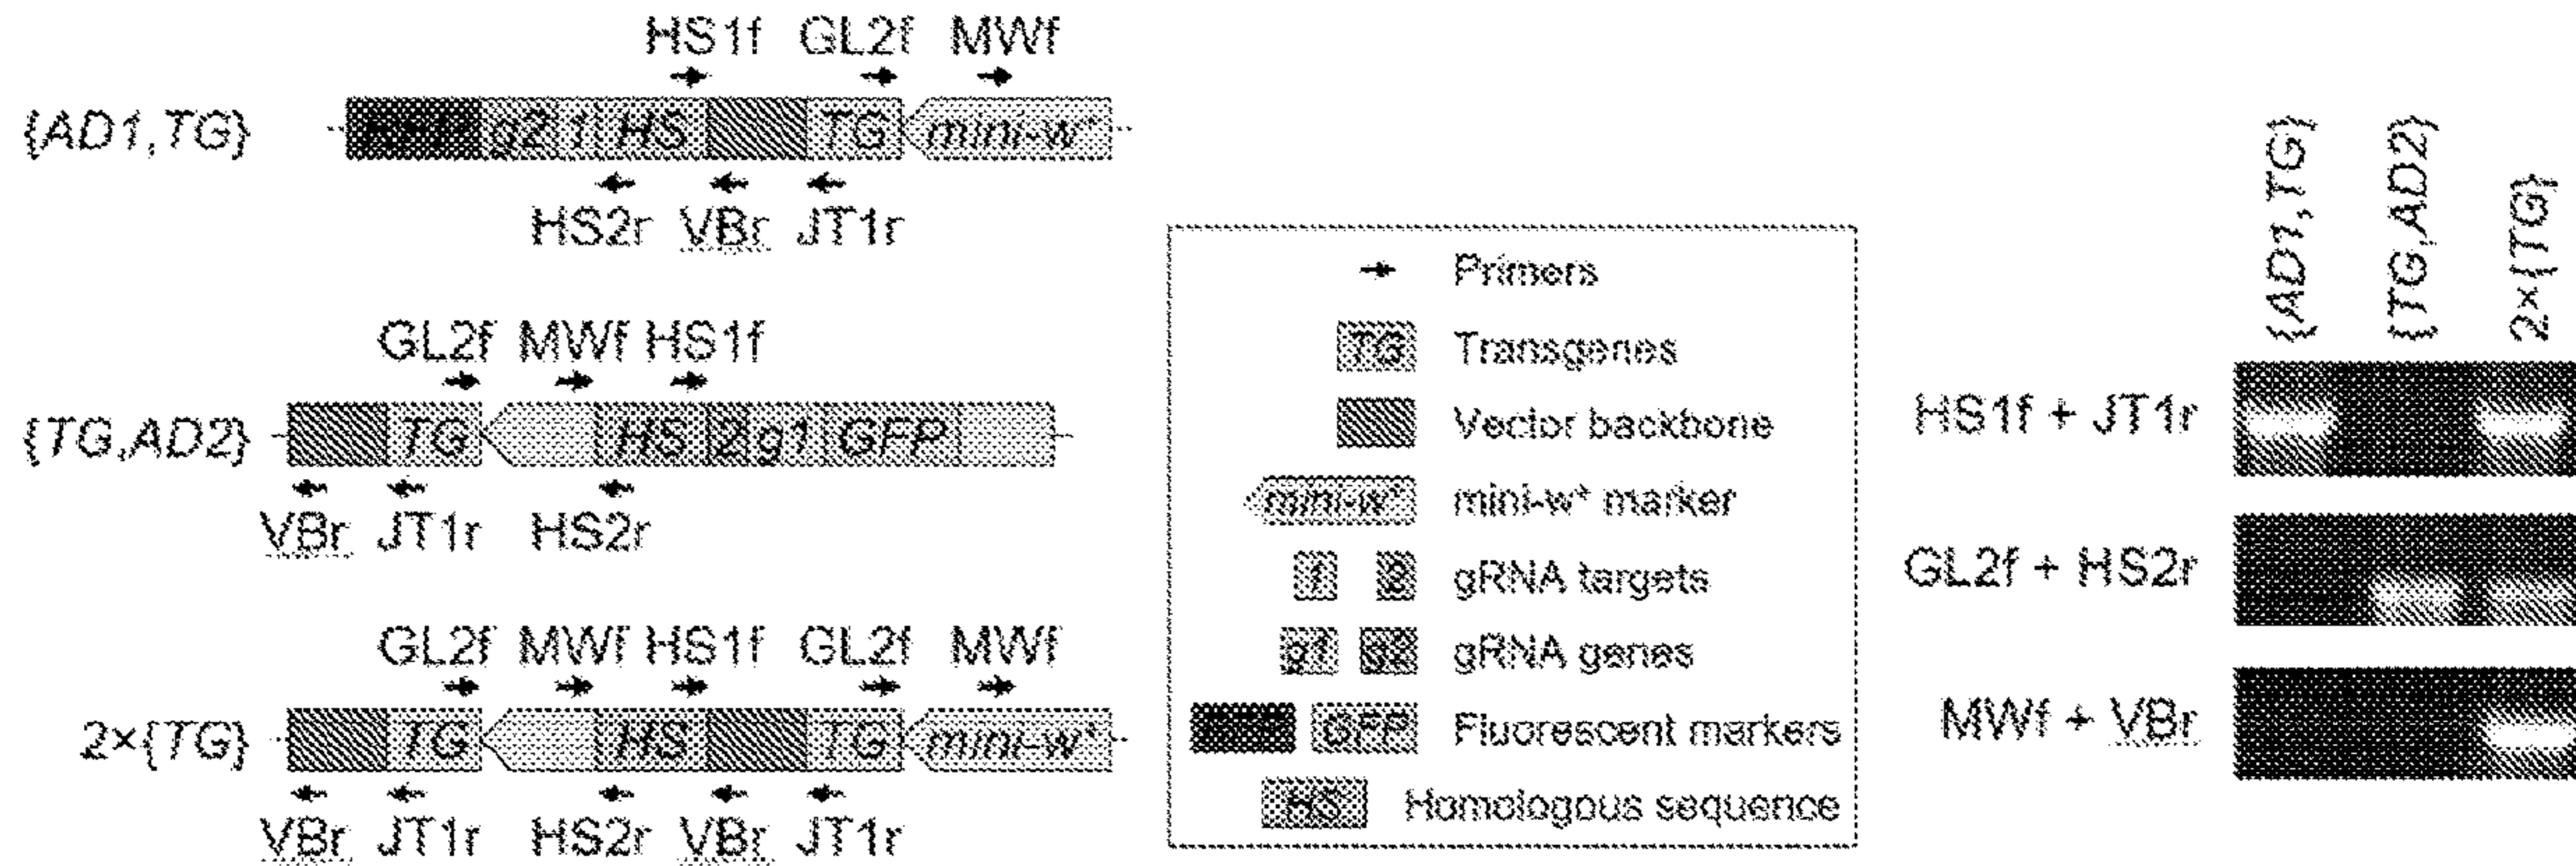 HS1f GL2f MWf
{AD1,TG} g2 1 HS TG mini-w⁺
HS2r VBr JT1r
GL2f MWf HS1f
{TG,AD2} TG HS 2 g1 GFP
VBr JT1r HS2r
GL2f MWf HS1f GL2f MWf
2×{TG} TG HS TG mini-w⁺
VBr JT1r HS2r VBr JT1r
Primers
TG Transgenes
Vector backbone
mini-w⁺ mini-w⁺ marker
1 2 gRNA targets
g1 g2 gRNA genes
GFP Fluorescent markers
HS Homologous sequence
{AD1,TG} {TG,AD2} 2×{TG}
HS1f + JT1r
GL2f + HS2r
MWf + VBr